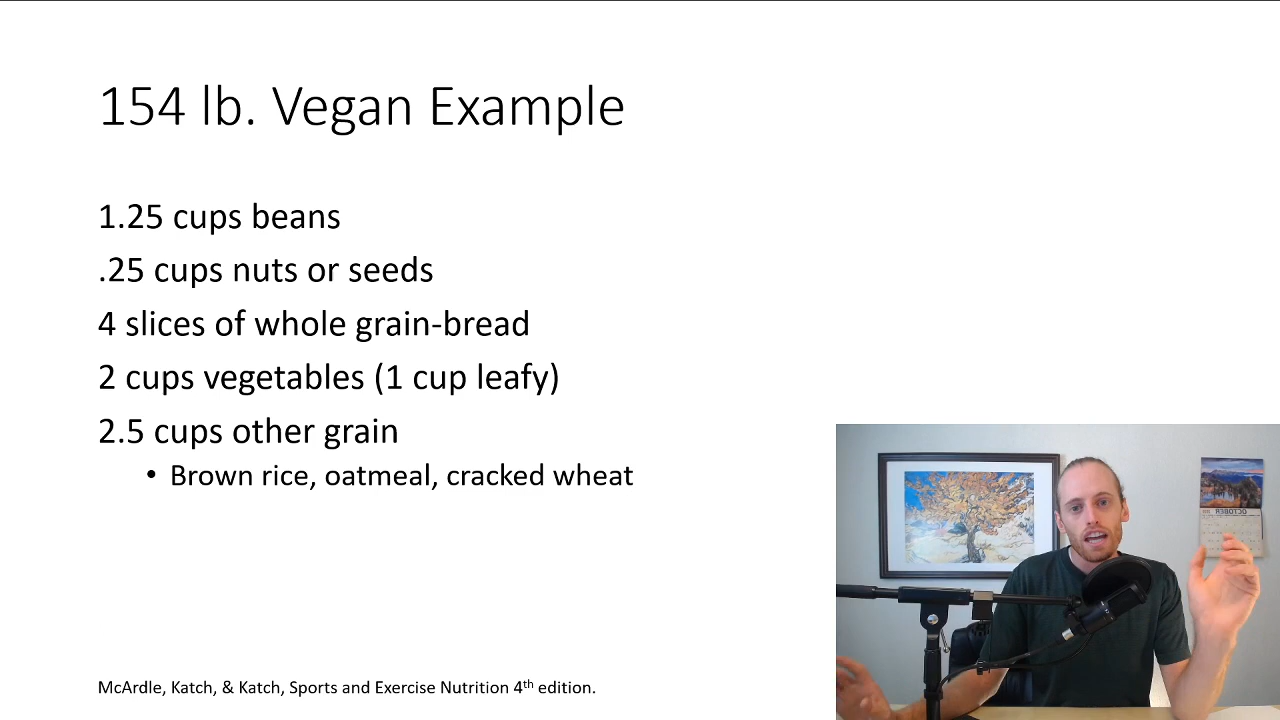 154 lb. Vegan Example
1.25 cups beans
.25 cups nuts or seeds
4 slices of whole grain-bread
2 cups vegetables (1 cup leafy)
2.5 cups other grain
• Brown rice, oatmeal, cracked wheat
OCTOBER
McArdle, Katch, & Katch, Sports and Exercise Nutrition 4th edition.